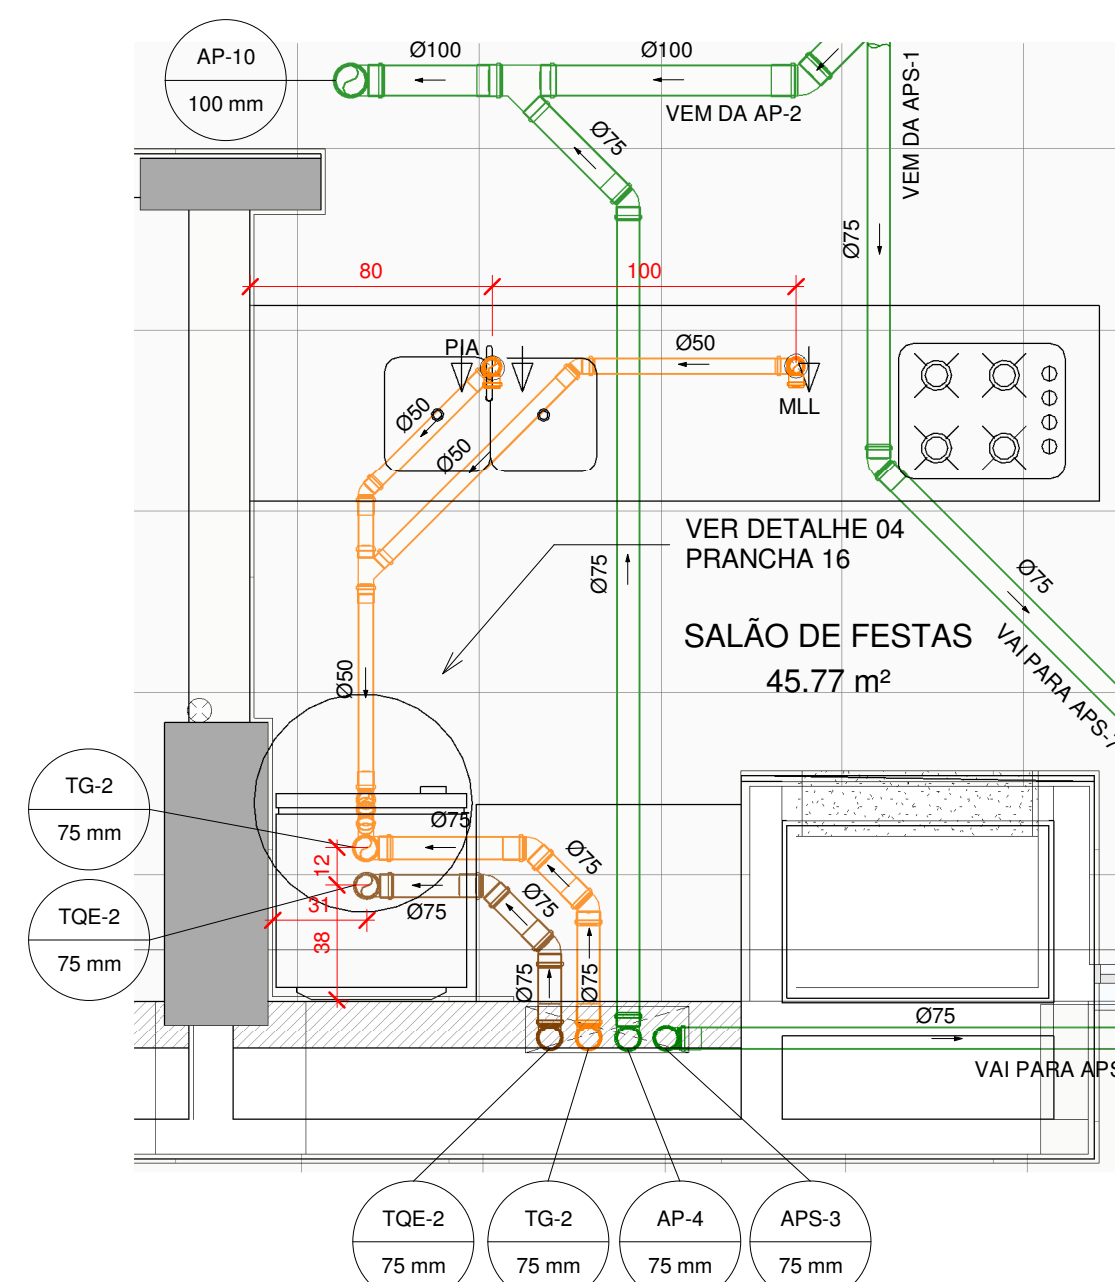 AP-10
100 mm
Ø100
Ø100
VEM DA AP-2
VEM DA APS-1
Ø75
Ø75
80
100
PIA
Ø50
MLL
Ø50
Ø50
VER DETALHE 04
PRANCHA 16
Ø75
Ø75
SALÃO DE FESTAS
45.77 m²
VAI PARA APS-7
Ø50
TG-2
75 mm
Ø75
Ø75
12
TQE-2
75 mm
31
Ø75
Ø75
38
Ø75
Ø75
Ø75
VAI PARA APS
TQE-2
75 mm
TG-2
75 mm
AP-4
75 mm
APS-3
75 mm